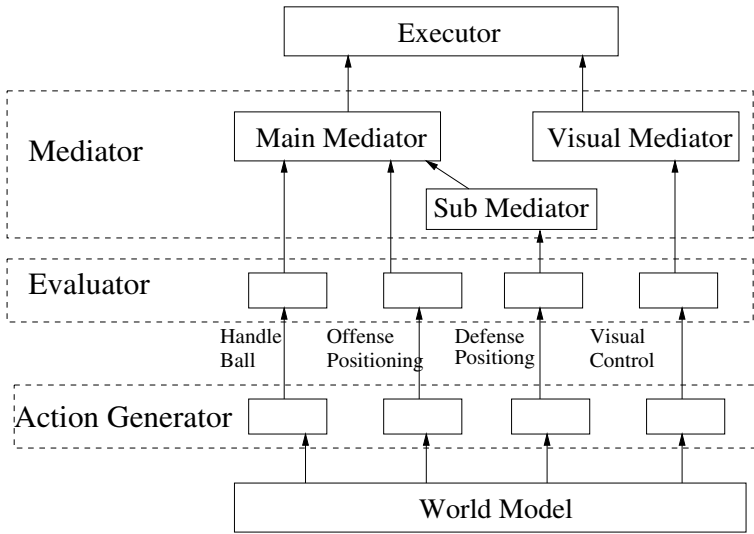 Executor
Mediator
Main Mediator
Visual Mediator
Sub Mediator
Evaluator
Handle
Ball
Offense
Positioning
Defense
Positiong
Visual
Control
Action Generator
World Model